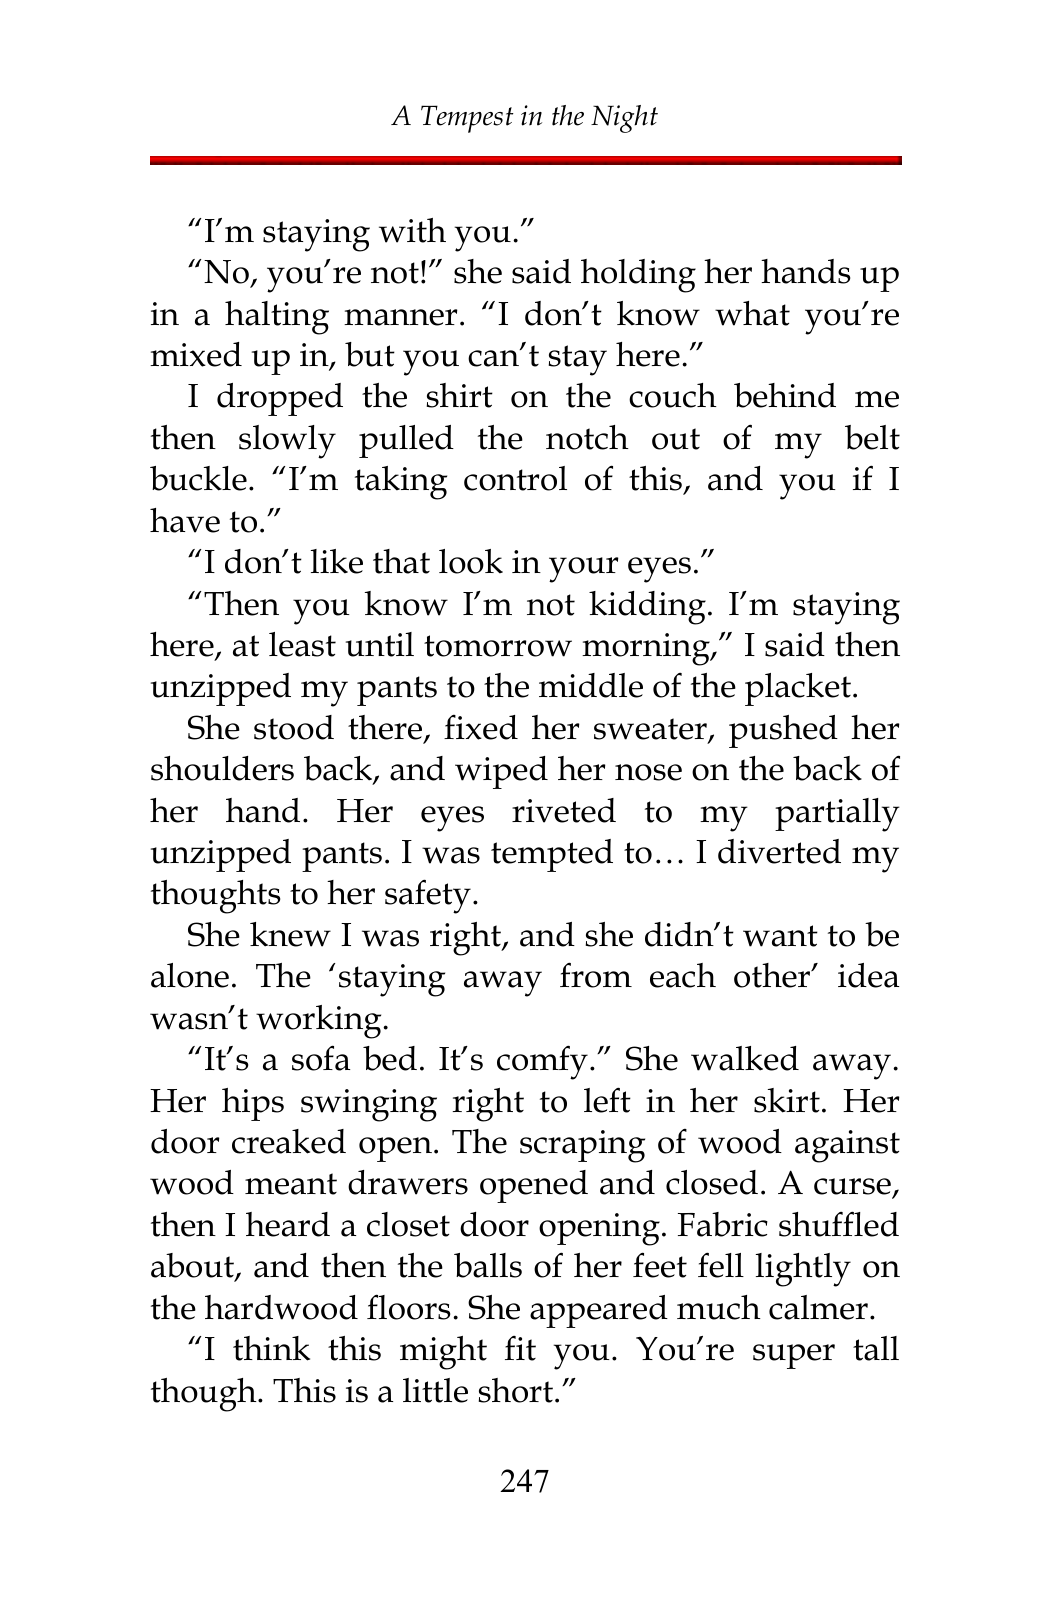 A Tempest in the Night
“I’m staying with you.”
“No, you’re not!” she said holding her hands up
in a halting manner. “I don’t know what you’re
mixed up in, but you can’t stay here.”
I dropped the shirt on the couch behind me
then slowly pulled the notch out of my belt
buckle. “I’m taking control of this, and you if I
have to.”
“I don’t like that look in your eyes.”
“Then you know I’m not kidding. I’m staying
here, at least until tomorrow morning,” I said then
unzipped my pants to the middle of the placket.
She stood there, fixed her sweater, pushed her
shoulders back, and wiped her nose on the back of
her hand. Her eyes riveted to my partially
unzipped pants. I was tempted to… I diverted my
thoughts to her safety.
She knew I was right, and she didn’t want to be
alone. The ‘staying away from each other’ idea
wasn’t working.
“It’s a sofa bed. It’s comfy.” She walked away.
Her hips swinging right to left in her skirt. Her
door creaked open. The scraping of wood against
wood meant drawers opened and closed. A curse,
then I heard a closet door opening. Fabric shuffled
about, and then the balls of her feet fell lightly on
the hardwood floors. She appeared much calmer.
“I think this might fit you. You’re super tall
though. This is a little short.”
247